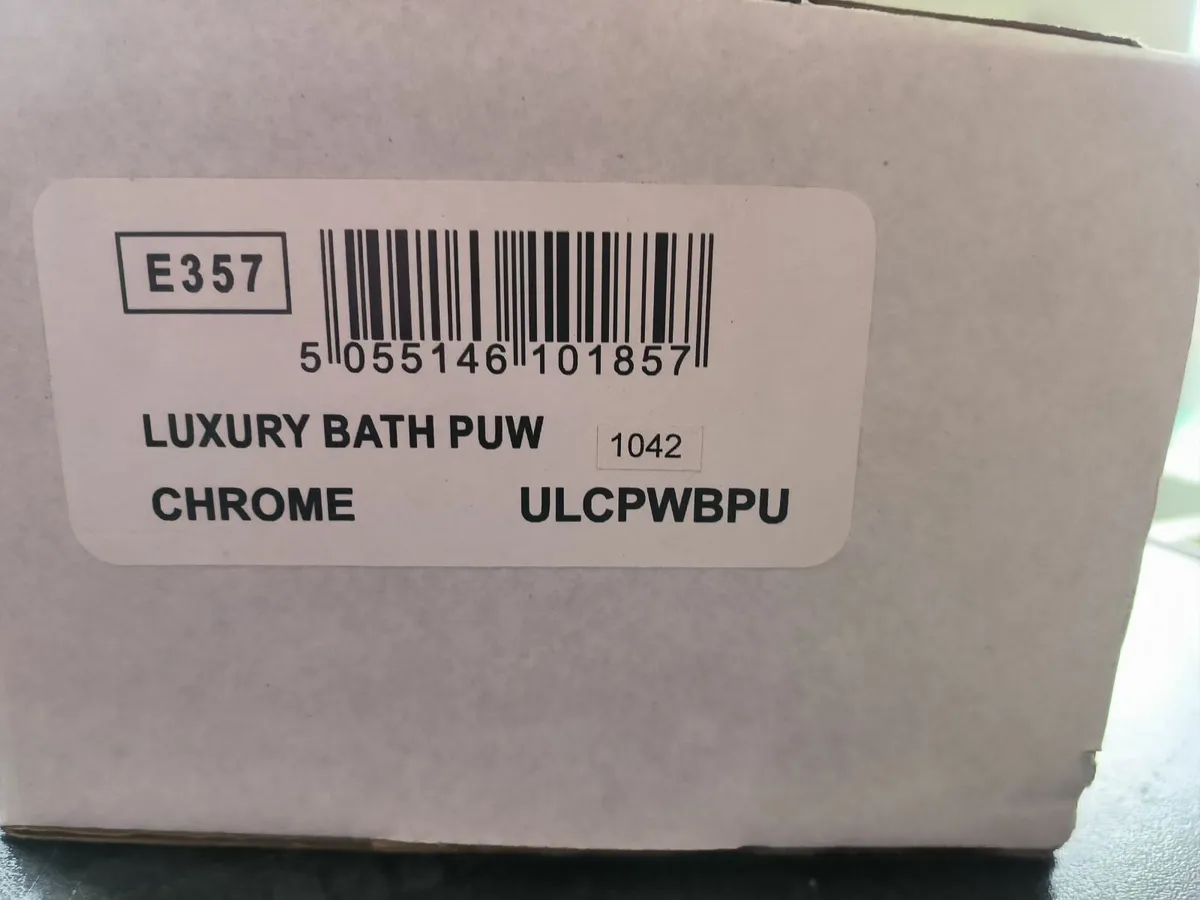 E357
5 055146 101857
LUXURY BATH PUW
1042
CHROME ULCPWBPU